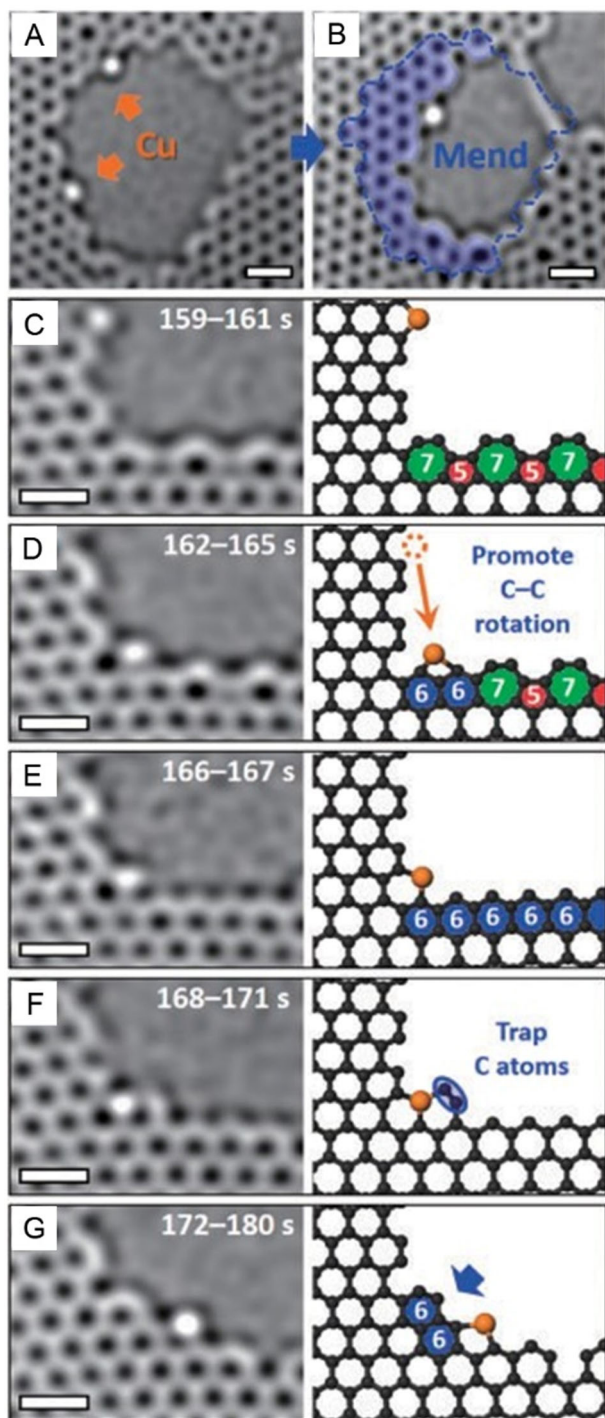 A
Cu
B
Mend
C
159–161 s
7 5 7 5 7
D
162–165 s
Promote
C–C
rotation
6 6 7 5 7
E
166–167 s
6 6 6 6 6
F
168–171 s
Trap
C atoms
G
172–180 s
6
6